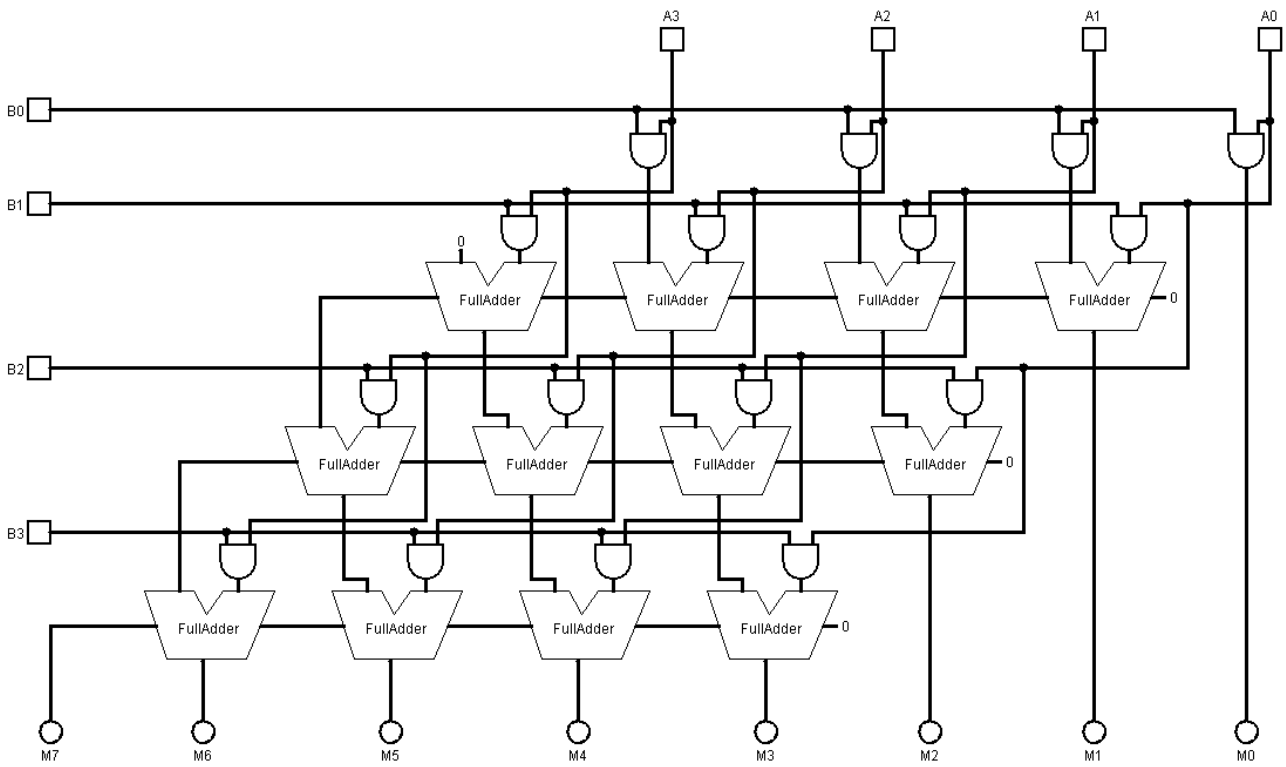 A3 A2 A1 A0
B0
B1
0
FullAdder FullAdder FullAdder FullAdder 0
B2
FullAdder FullAdder FullAdder FullAdder 0
B3
FullAdder FullAdder FullAdder FullAdder 0
M7 M6 M5 M4 M3 M2 M1 M0